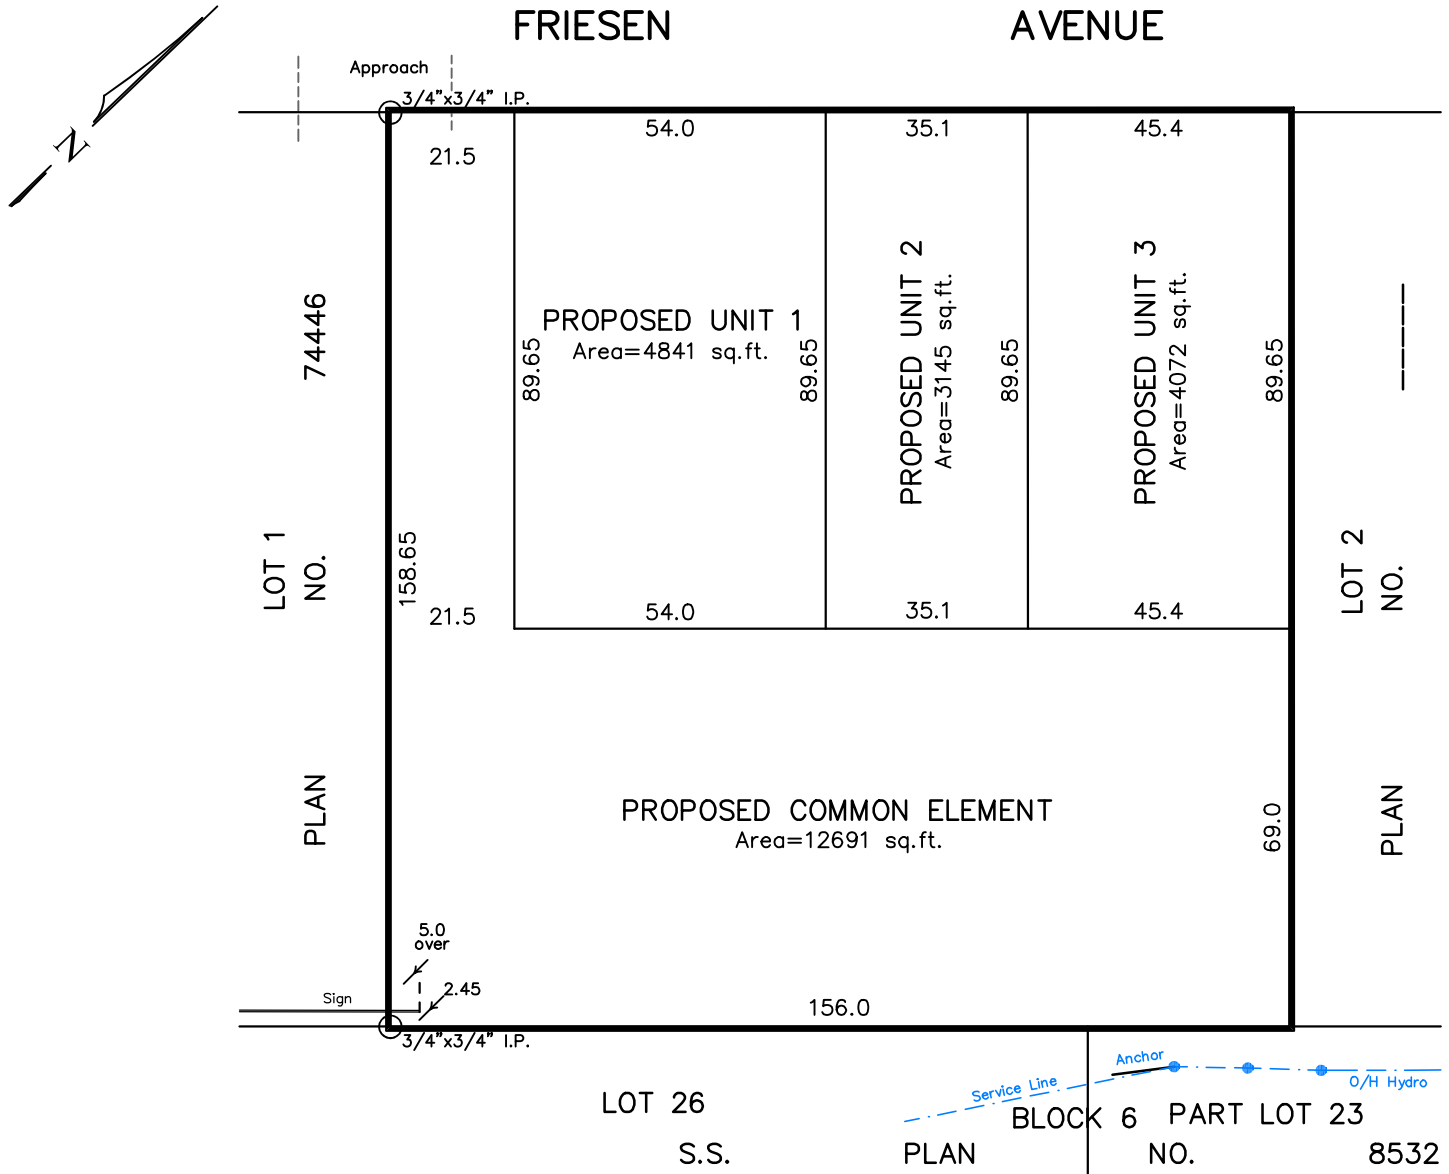 FRIESEN AVENUE
Approach
3/4"x3/4" I.P.
N
21.5
54.0
35.1
45.4
PROPOSED UNIT 1
Area=4841 sq.ft.
89.65
89.65
PROPOSED UNIT 2
Area=3145 sq.ft.
89.65
PROPOSED UNIT 3
Area=4072 sq.ft.
89.65
LOT 1
PLAN NO. 74446
158.65
LOT 2
PLAN NO.
21.5
54.0
35.1
45.4
PROPOSED COMMON ELEMENT
Area=12691 sq.ft.
69.0
5.0
over
2.45
Sign
156.0
3/4"x3/4" I.P.
Anchor
Service Line
O/H Hydro
LOT 26
BLOCK 6 PART LOT 23
S.S. PLAN NO. 8532